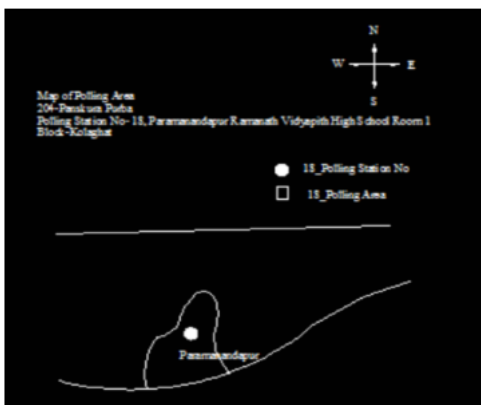 N
W E
S
Map of Polling Area
204-Panskura Purba
Polling Station No- 18, Paramanandapur Ramanath Vidyapith High School Room 1
Block-Kolaghat
18_Polling Station No
18_Polling Area
Paramanandapur